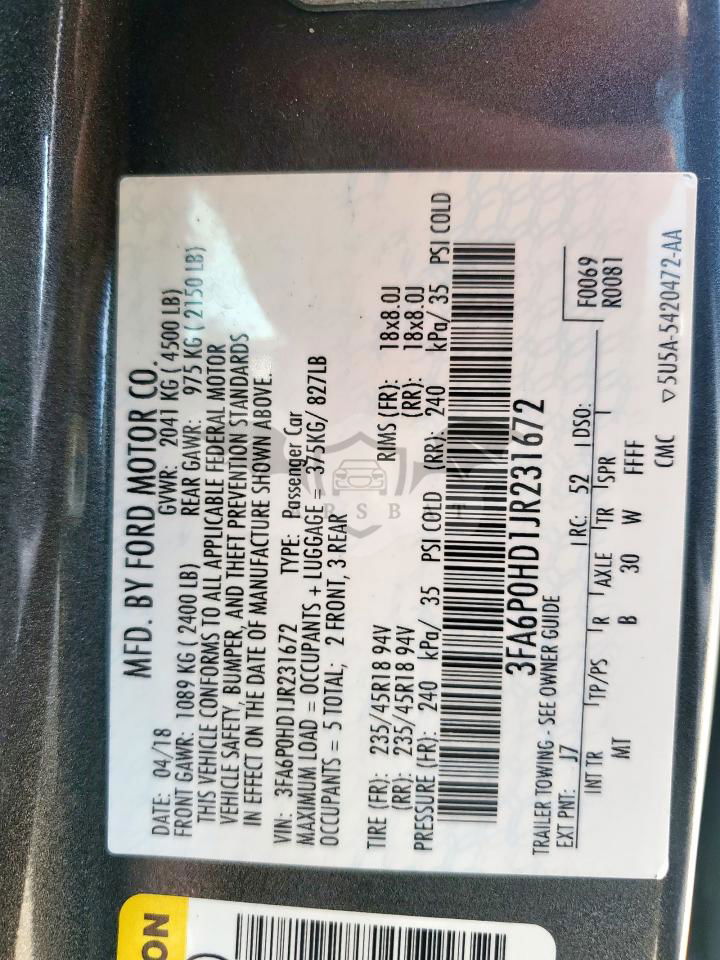 MFD. BY FORD MOTOR CO.
DATE: 04/18 GVWR: 2041 KG ( 4500 LB)
FRONT GAWR: 1089 KG ( 2400 LB) REAR GAWR: 975 KG ( 2150 LB)
THIS VEHICLE CONFORMS TO ALL APPLICABLE FEDERAL MOTOR
VEHICLE SAFETY, BUMPER, AND THEFT PREVENTION STANDARDS
IN EFFECT ON THE DATE OF MANUFACTURE SHOWN ABOVE.
VIN: 3FA6P0HD1JR231672 TYPE: Passenger Car
MAXIMUM LOAD = OCCUPANTS + LUGGAGE = 375KG/ 827LB
OCCUPANTS = 5 TOTAL; 2 FRONT, 3 REAR
TIRE (FR): 235/45R18 94V RIMS (FR): 18x8.0J
(RR): 235/45R18 94V (RR): 18x8.0J
PRESSURE (FR): 240 kPa/ 35 PSI COLD (RR): 240 kPa/ 35 PSI COLD
3FA6P0HD1JR231672
TRAILER TOWING - SEE OWNER GUIDE
EXT PNT: J7 RC: 52 DSO: F0069
R0081
INT TR TP/PS R AXLE TR SPR
MT B 30 W FFFF
CMC ▽5U5A-5420472-AA
ON